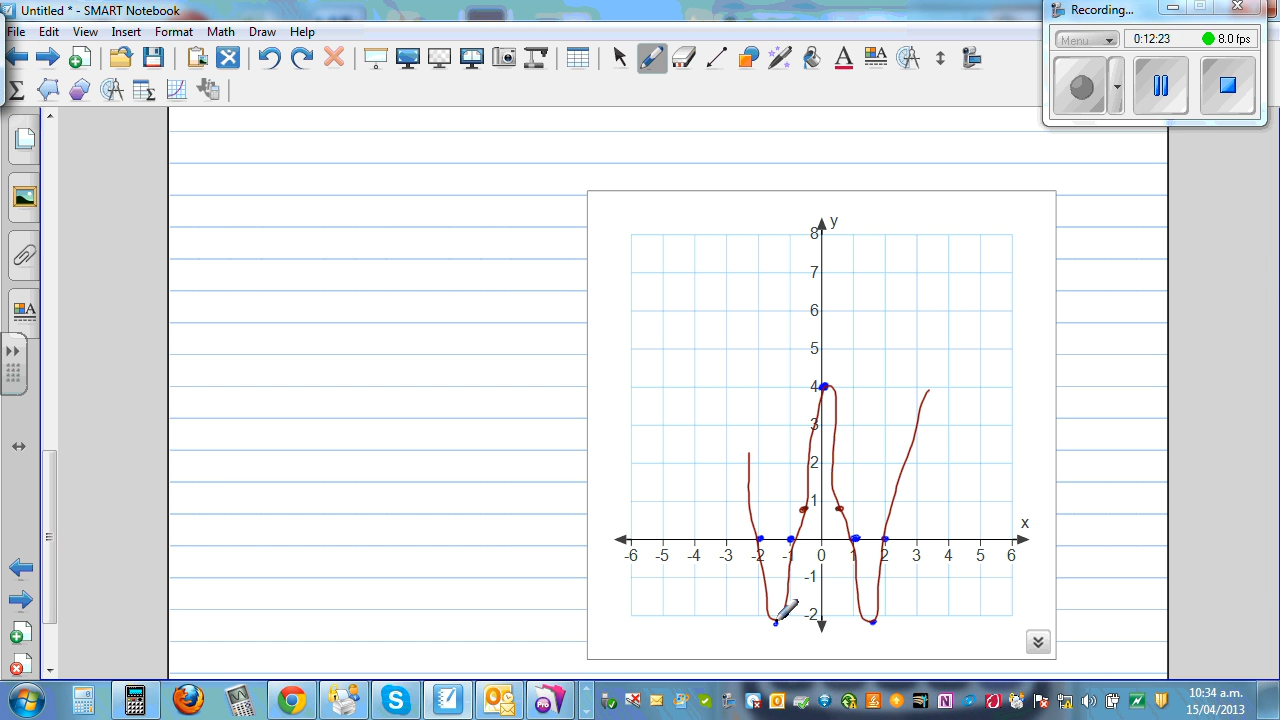 Untitled * - SMART Notebook
Recording...
File Edit View Insert Format Math Draw Help
Menu
0:12:23
8.0 fps
y
8
7
6
5
4
3
2
1
x
-6 -5 -4 -3 -2 -1 0 1 2 3 4 5 6
-1
-2
10:34 a.m.
15/04/2013